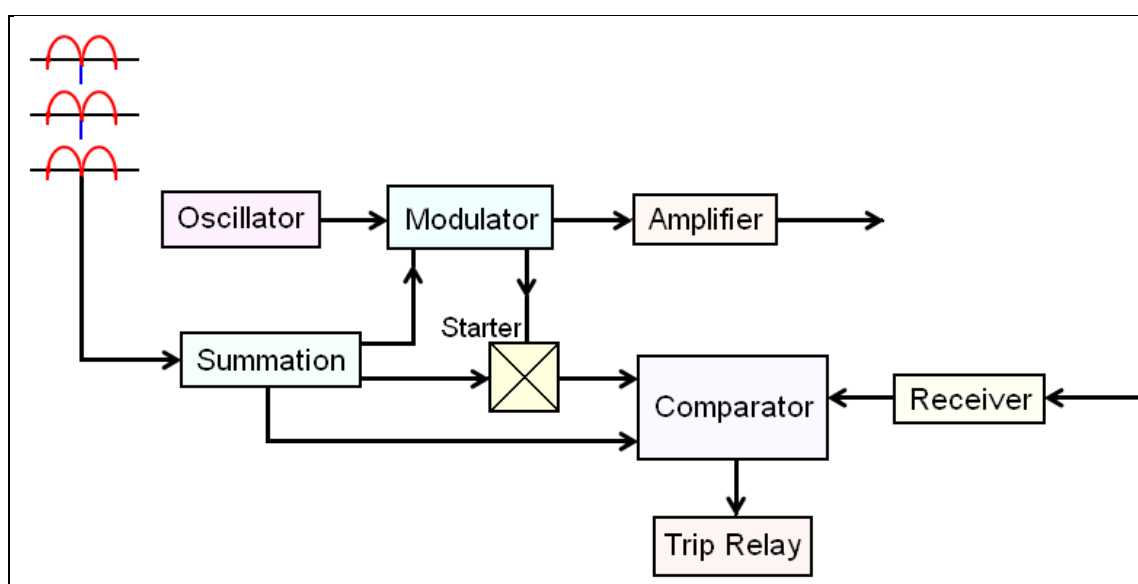 Oscillator
Modulator
Amplifier
Starter
Summation
Comparator
Receiver
Trip Relay